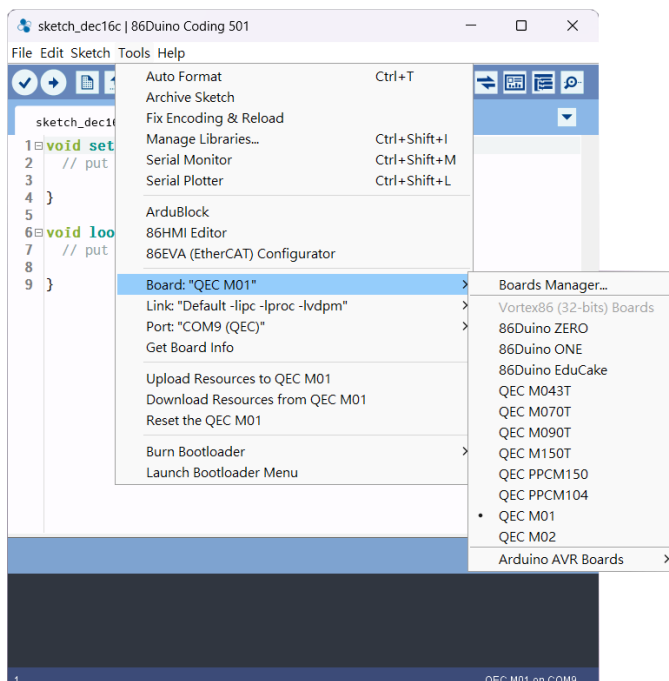 sketch_dec16c | 86Duino Coding 501
File Edit Sketch Tools Help
Auto Format Ctrl+T
Archive Sketch
Fix Encoding & Reload
Manage Libraries... Ctrl+Shift+I
Serial Monitor Ctrl+Shift+M
Serial Plotter Ctrl+Shift+L
ArduBlock
86HMI Editor
86EVA (EtherCAT) Configurator
Board: "QEC M01"
Link: "Default -lipc -lproc -lvdpm"
Port: "COM9 (QEC)"
Get Board Info
Upload Resources to QEC M01
Download Resources from QEC M01
Reset the QEC M01
Burn Bootloader
Launch Bootloader Menu
Boards Manager...
Vortex86 (32-bits) Boards
86Duino ZERO
86Duino ONE
86Duino EduCake
QEC M043T
QEC M070T
QEC M090T
QEC M150T
QEC PPCM150
QEC PPCM104
QEC M01
QEC M02
Arduino AVR Boards
sketch_dec16
1 void set
2 // put
3
4 }
5
6 void loo
7 // put
8
9 }
1 QEC M01 on COM9